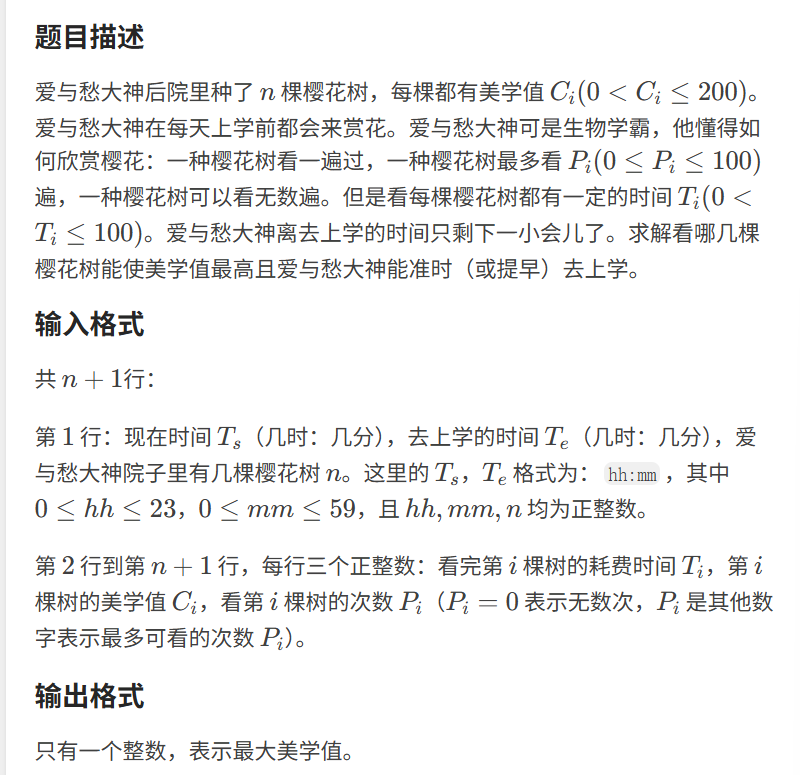 题目描述
爱与愁大神后院里种了 n 棵樱花树，每棵都有美学值 C_i(0 < C_i ≤ 200)。
爱与愁大神在每天上学前都会来赏花。爱与愁大神可是生物学霸，他懂得如
何欣赏樱花：一种樱花树看一遍过，一种樱花树最多看 P_i(0 ≤ P_i ≤ 100)
遍，一种樱花树可以看无数遍。但是看每棵樱花树都有一定的时间 T_i(0 <
T_i ≤ 100)。爱与愁大神离去上学的时间只剩下一小会儿了。求解看哪几棵
樱花树能使美学值最高且爱与愁大神能准时（或提早）去上学。
输入格式
共 n + 1行：
第 1 行：现在时间 T_s（几时：几分），去上学的时间 T_e（几时：几分），爱
与愁大神院子里有几棵樱花树 n。这里的 T_s，T_e 格式为： hh:mm ，其中
0 ≤ hh ≤ 23，0 ≤ mm ≤ 59，且 hh, mm, n 均为正整数。
第 2 行到第 n + 1 行，每行三个正整数：看完第 i 棵树的耗费时间 T_i，第 i
棵树的美学值 C_i，看第 i 棵树的次数 P_i（P_i = 0 表示无数次，P_i 是其他数
字表示最多可看的次数 P_i）。
输出格式
只有一个整数，表示最大美学值。